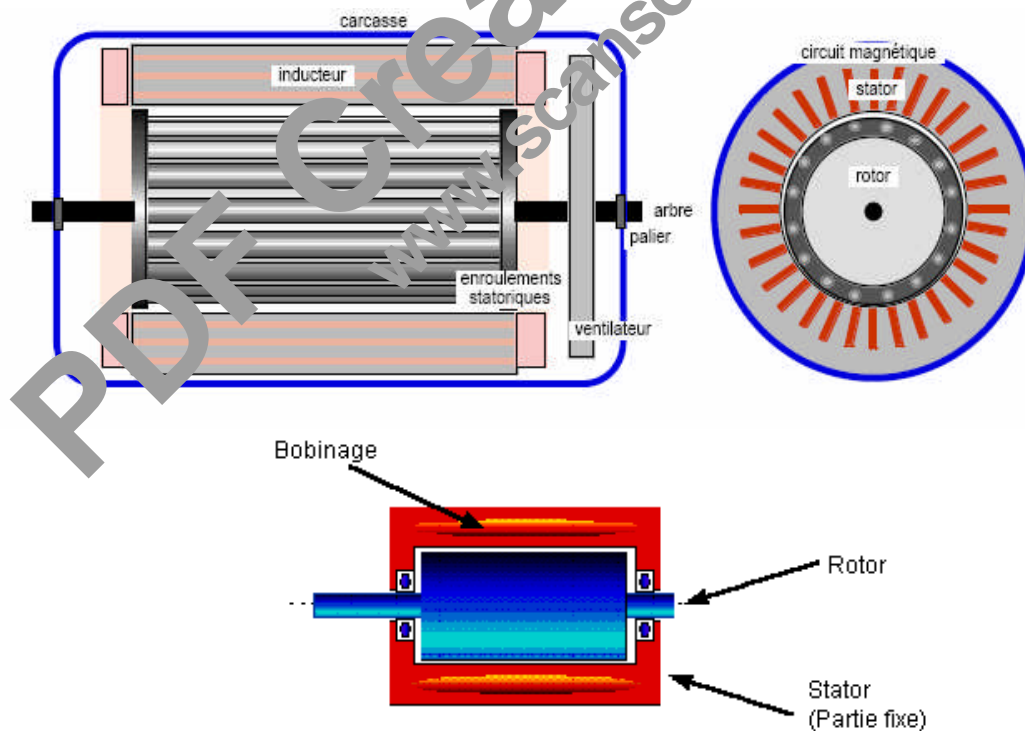 carcasse
inducteur
enroulements
statoriques
arbre
palier
ventilateur
circuit magnétique
stator
rotor
PDF Crea
www.scansc
Bobinage
Rotor
Stator
(Partie fixe)